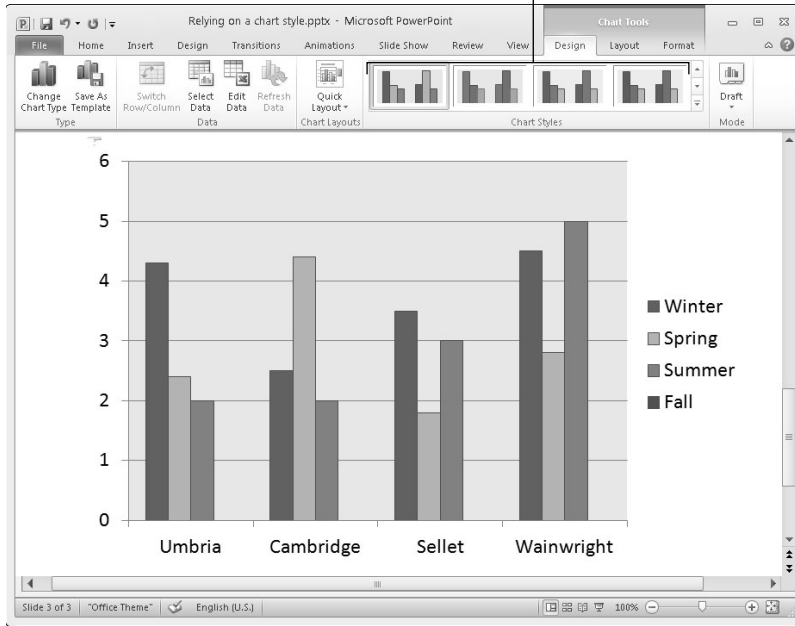 Relying on a chart style.pptx - Microsoft PowerPoint
Chart Tools
File Home Insert Design Transitions Animations Slide Show Review View Design Layout Format
Change Chart Type
Save As Template
Switch Row/Column
Select Data
Edit Data
Refresh Data
Quick Layout
Draft
Type
Data
Chart Layouts
Chart Styles
Mode
6
5
4
3
2
1
0
Umbria Cambridge Sellet Wainwright
Winter
Spring
Summer
Fall
Slide 3 of 3 "Office Theme" English (U.S.) 100%